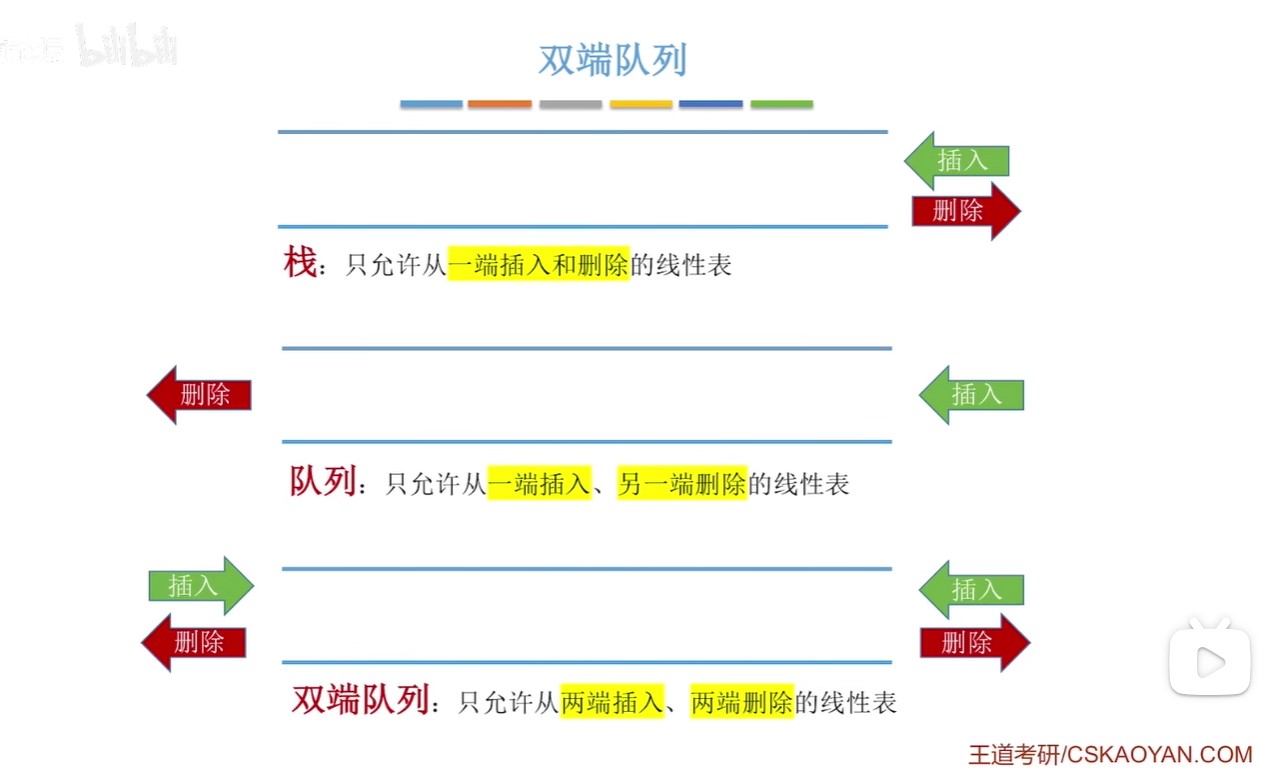 bilibili
双端队列
插入
删除
栈：只允许从一端插入和删除的线性表
删除
插入
队列：只允许从一端插入、另一端删除的线性表
插入
插入
删除
删除
双端队列：只允许从两端插入、两端删除的线性表
王道考研/CSKAOYAN.COM